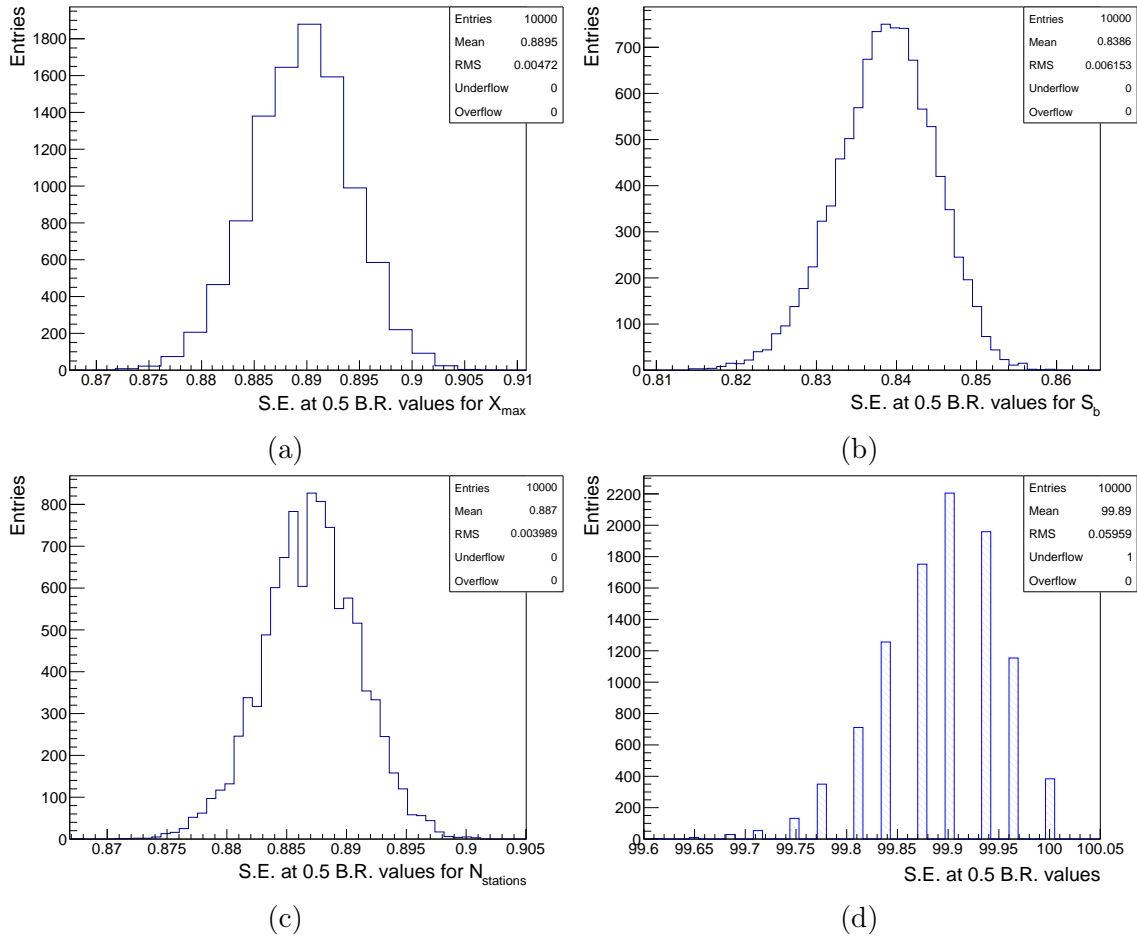 Entries
Entries 10000
Mean 0.8895
RMS 0.00472
Underflow 0
Overflow 0
1800
1600
1400
1200
1000
800
600
400
200
0
0.87 0.875 0.88 0.885 0.89 0.895 0.9 0.905 0.91
S.E. at 0.5 B.R. values for Xmax
(a)
Entries
Entries 10000
Mean 0.8386
RMS 0.006153
Underflow 0
Overflow 0
700
600
500
400
300
200
100
0
0.81 0.82 0.83 0.84 0.85 0.86
S.E. at 0.5 B.R. values for Sb
(b)
Entries
Entries 10000
Mean 0.887
RMS 0.003989
Underflow 0
Overflow 0
800
700
600
500
400
300
200
100
0
0.87 0.875 0.88 0.885 0.89 0.895 0.9 0.905
S.E. at 0.5 B.R. values for Nstations
(c)
Entries
Entries 10000
Mean 99.89
RMS 0.05959
Underflow 1
Overflow 0
2200
2000
1800
1600
1400
1200
1000
800
600
400
200
0
99.6 99.65 99.7 99.75 99.8 99.85 99.9 99.95 100 100.05
S.E. at 0.5 B.R. values
(d)